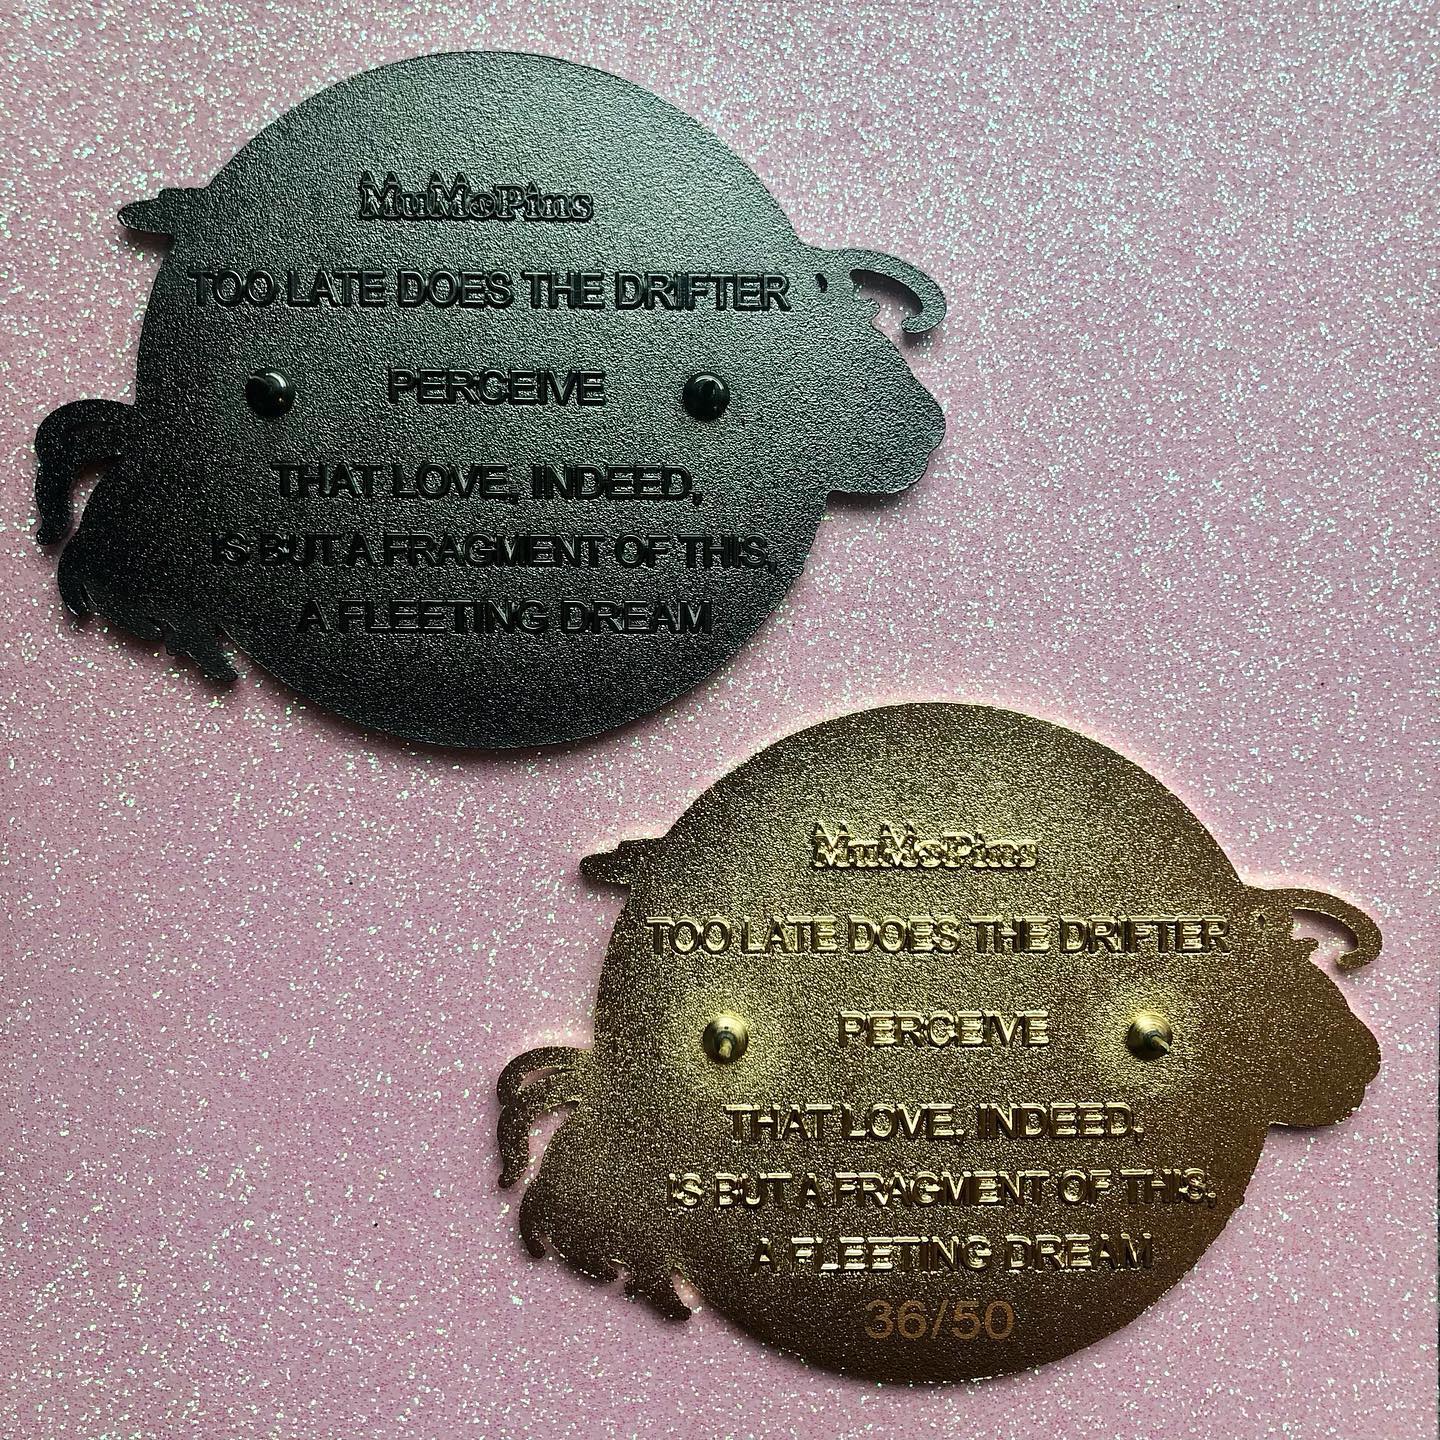 MuMoPins
TOO LATE DOES THE DRIFTER
PERCEIVE
THAT LOVE, INDEED,
IS BUT A FRAGMENT OF THIS,
A FLEETING DREAM
MuMoPins
TOO LATE DOES THE DRIFTER
PERCEIVE
THAT LOVE, INDEED,
IS BUT A FRAGMENT OF THIS,
A FLEETING DREAM
36/50